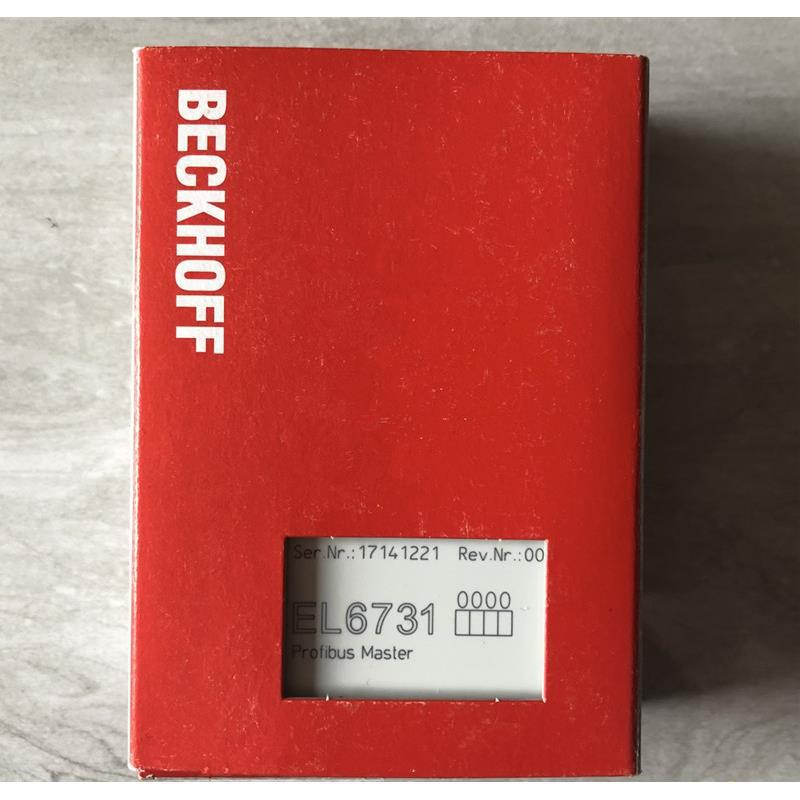 BECKHOFF
Ser.Nr.:17141221 Rev.Nr.:00
EL6731 0000
Profibus Master